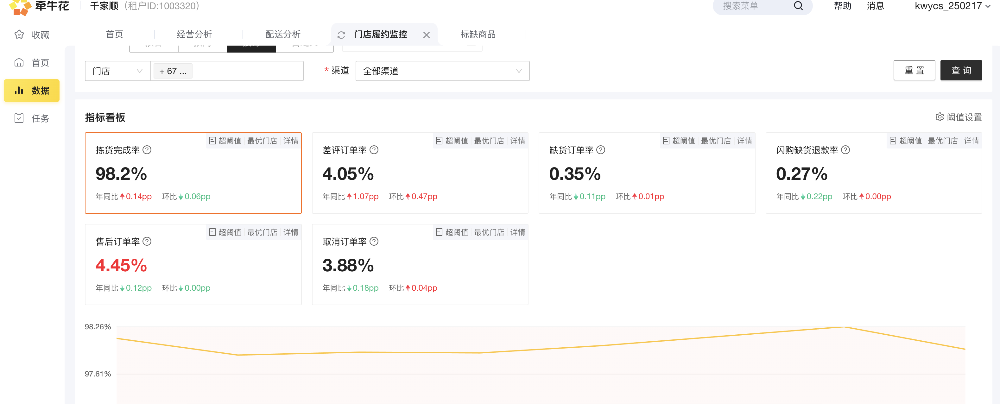 牵牛花 千家顺 (租户ID:1003320) 搜索菜单 帮助 消息 kwycs_250217
收藏 首页 经营分析 配送分析 门店履约监控 标缺商品
首页 门店 + 67 ... * 渠道 全部渠道 重置 查询
数据
任务
指标看板 阈值设置
超阈值 最优门店 详情 超阈值 最优门店 详情 超阈值 最优门店 详情 超阈值 最优门店 详情
拣货完成率 差评订单率 缺货订单率 闪购缺货退款率
98.2% 4.05% 0.35% 0.27%
年同比 0.14pp 环比 0.06pp 年同比 1.07pp 环比 0.47pp 年同比 0.11pp 环比 0.01pp 年同比 0.22pp 环比 0.00pp
超阈值 最优门店 详情 超阈值 最优门店 详情
售后订单率 取消订单率
4.45% 3.88%
年同比 0.12pp 环比 0.00pp 年同比 0.18pp 环比 0.04pp
98.26%
97.61%